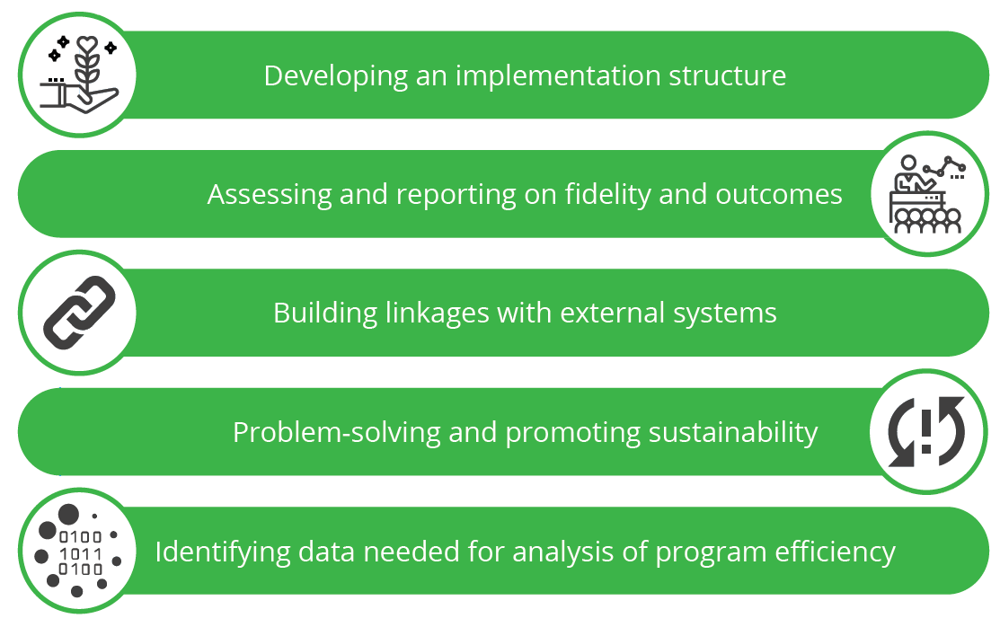 Developing an implementation structure
Assessing and reporting on fidelity and outcomes
Building linkages with external systems
Problem-solving and promoting sustainability
0100
1011
0100
Identifying data needed for analysis of program efficiency